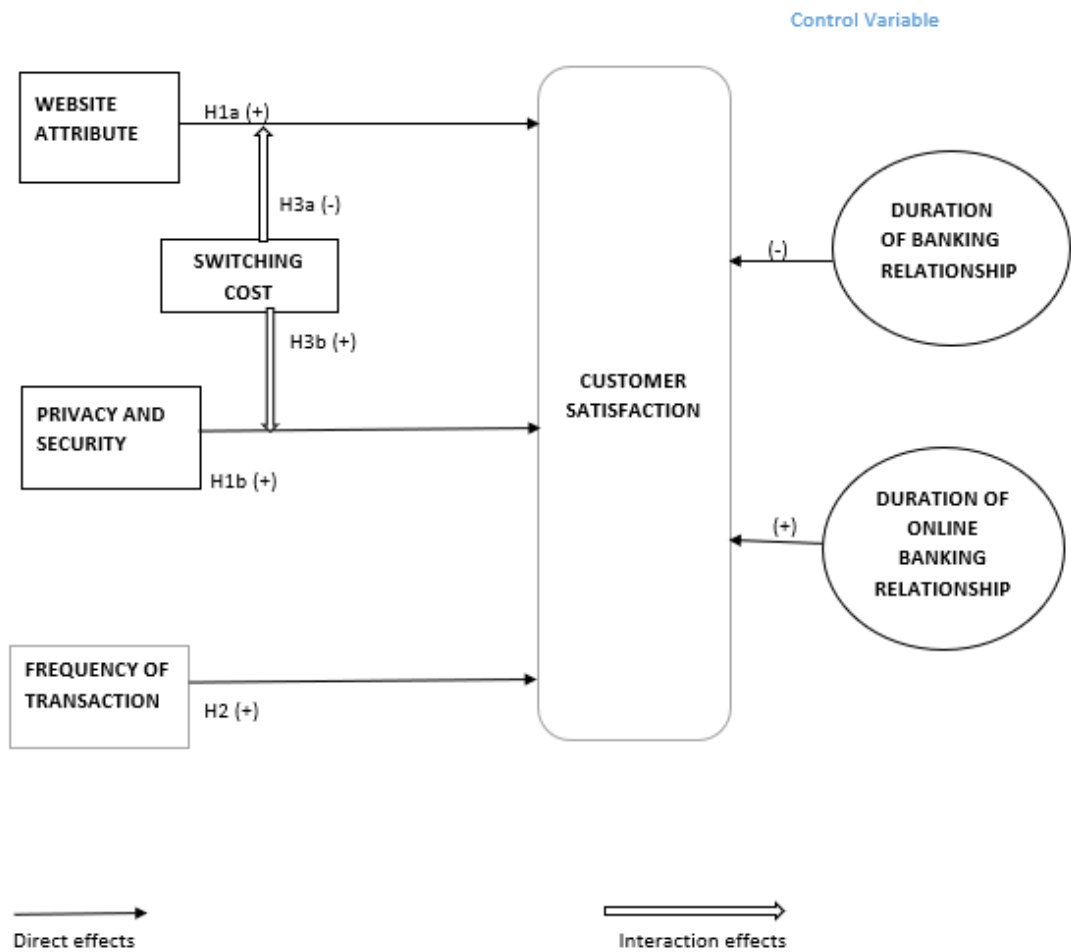 Control Variable
WEBSITE
ATTRIBUTE
H1a (+)
H3a (-)
SWITCHING
COST
H3b (+)
PRIVACY AND
SECURITY
H1b (+)
FREQUENCY OF
TRANSACTION
H2 (+)
CUSTOMER
SATISFACTION
DURATION
OF BANKING
RELATIONSHIP
(-)
DURATION OF
ONLINE
BANKING
RELATIONSHIP
(+)
Direct effects
Interaction effects